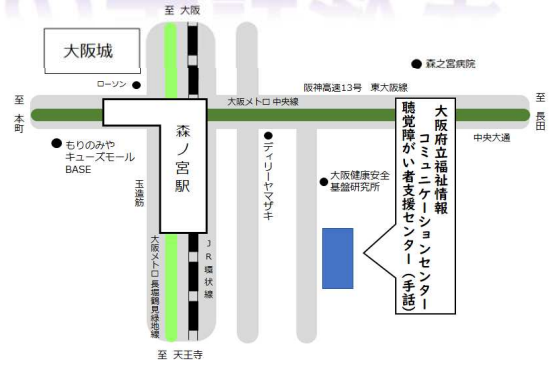 至 大阪
大阪城
ローソン
森之宮病院
阪神高速13号 東大阪線
至 本町
大阪メトロ 中央線
至 長田
中央大通
もりのみや
キューズモール
BASE
森ノ宮駅
玉造筋
ディリーヤマザキ
大阪健康安全
基盤研究所
大阪府立福祉情報
コミュニケーションセンター
聴覚障がい者支援センター(手話)
大阪メトロ 長堀鶴見緑地線
JR環状線
至 天王寺